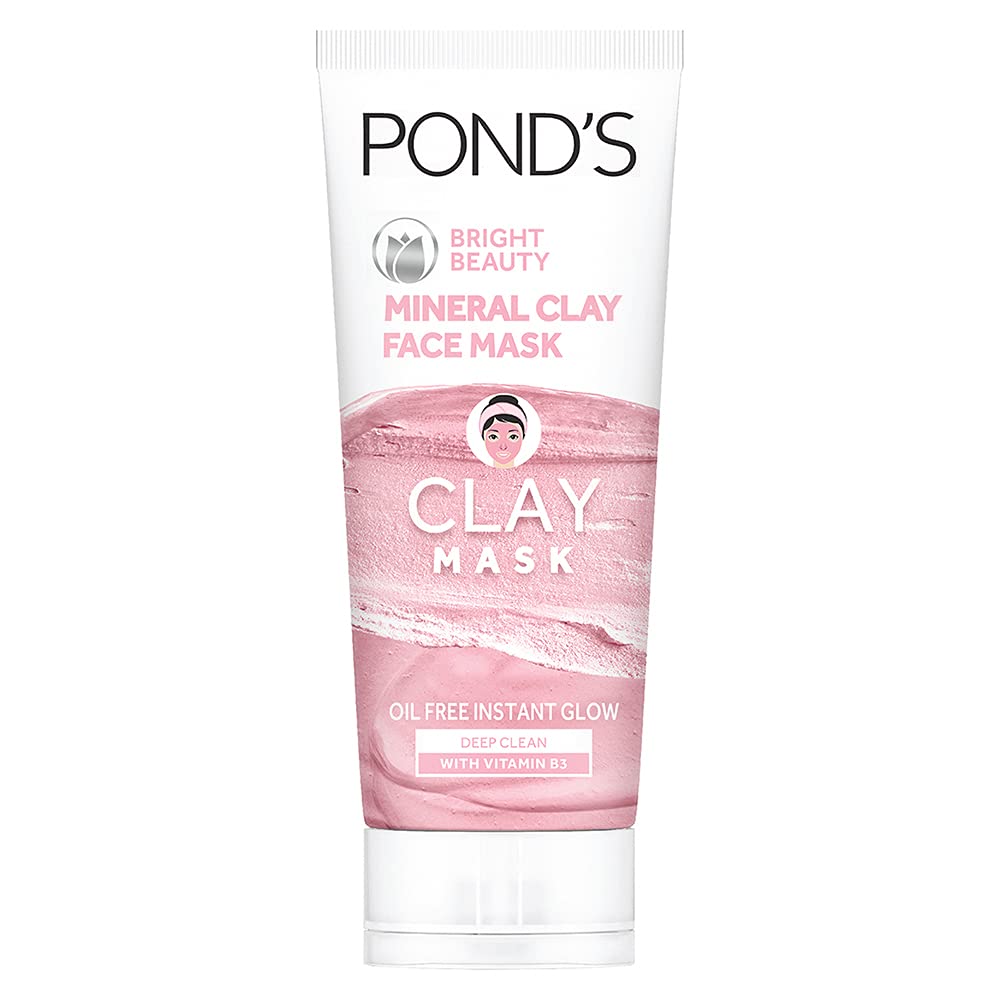 POND'S
BRIGHT
BEAUTY
MINERAL CLAY
FACE MASK
CLAY
MASK
OIL FREE INSTANT GLOW
DEEP CLEAN
WITH VITAMIN B3